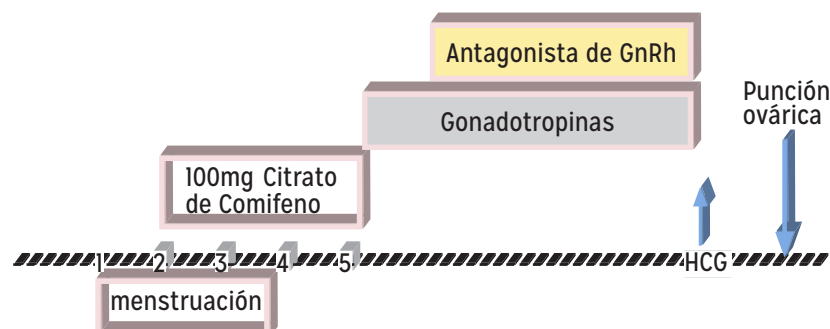 Antagonista de GnRh
Gonadotropinas
Punción
ovárica
100mg Citrato
de Comifeno
1 2 3 4 5 HCG
menstruación